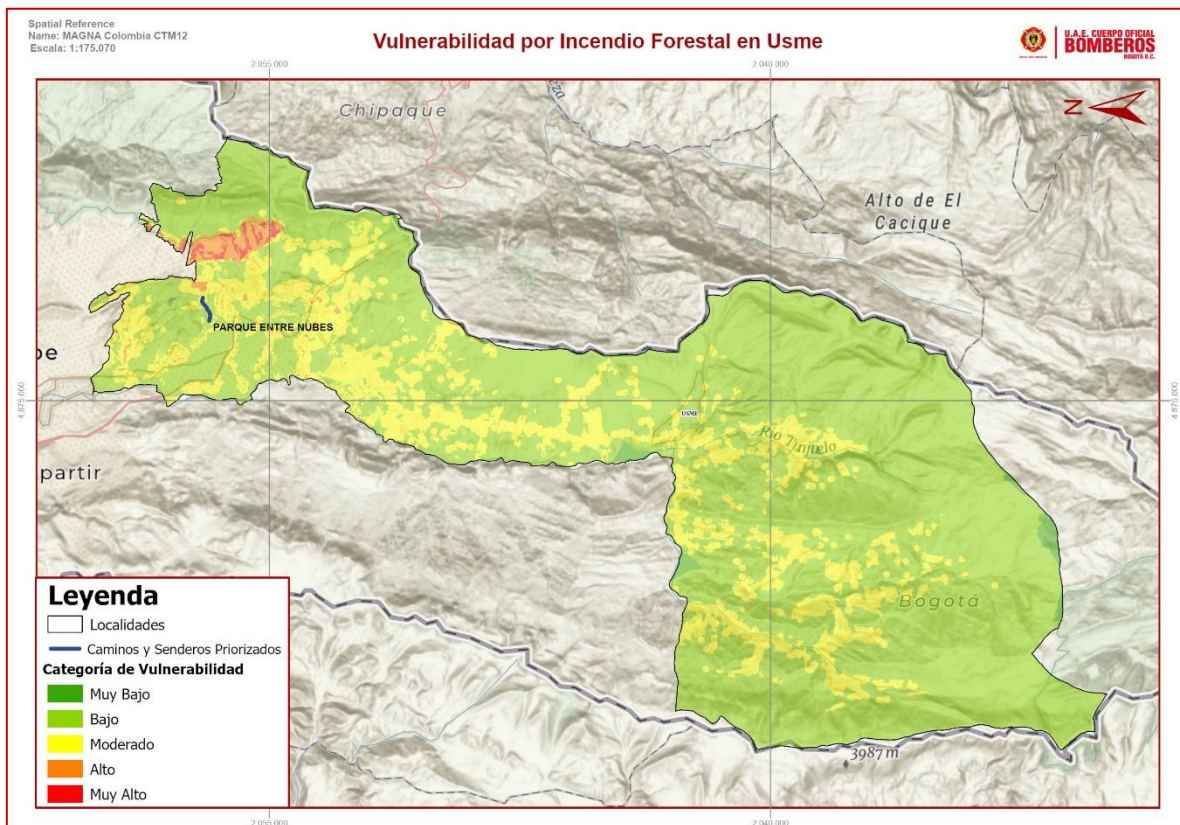 Spatial Reference
Name: MAGNA Colombia CTM12
Escala: 1:175.070
Vulnerabilidad por Incendio Forestal en Usme
U.A.E. CUERPO OFICIAL
BOMBEROS
BOGOTÁ D.C.
2.055.000
2.040.000
Chipaque
N
Alto de El
Cacique
PARQUE ENTRE NUBES
4.875.000
4.875.000
USME
Río Tunjuelo
partir
Bogotá
3987 m
Leyenda
Localidades
Caminos y Senderos Priorizados
Categoría de Vulnerabilidad
Muy Bajo
Bajo
Moderado
Alto
Muy Alto
2.055.000
2.040.000